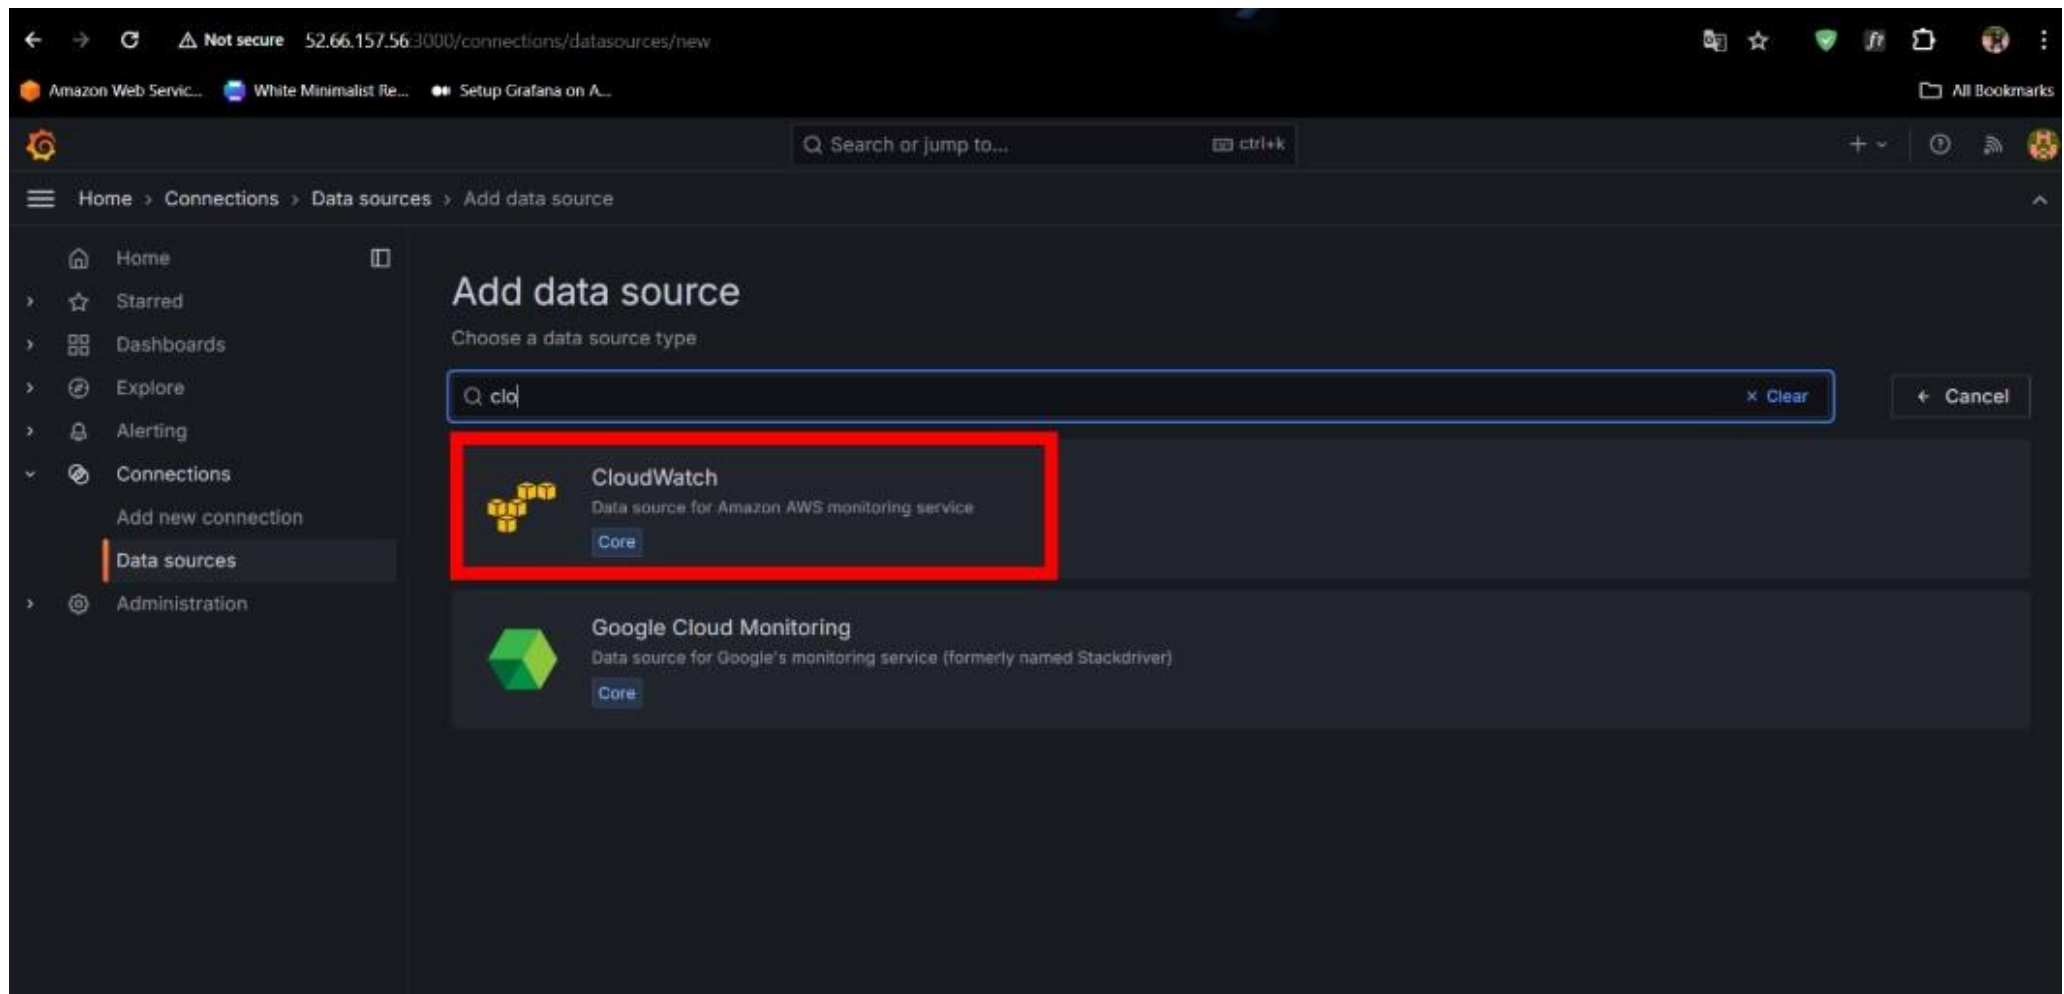 Not secure 52.66.157.56:3000/connections/datasources/new
Amazon Web Servic... White Minimalist Re... Setup Grafana on A... All Bookmarks
Search or jump to... ctrl+k
Home > Connections > Data sources > Add data source
Home
Starred
Dashboards
Explore
Alerting
Connections
Add new connection
Data sources
Administration
Add data source
Choose a data source type
clo × Clear ← Cancel
CloudWatch
Data source for Amazon AWS monitoring service
Core
Google Cloud Monitoring
Data source for Google's monitoring service (formerly named Stackdriver)
Core